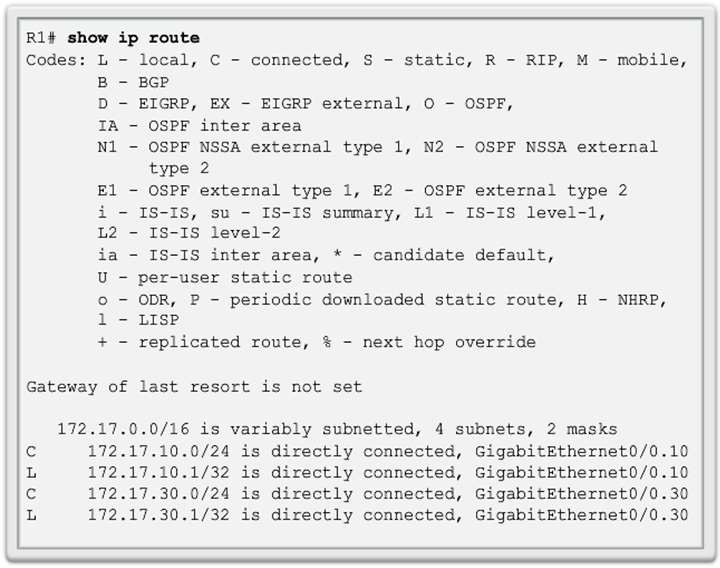 R1# show ip route
Codes: L - local, C - connected, S - static, R - RIP, M - mobile,
B - BGP
D - EIGRP, EX - EIGRP external, O - OSPF,
IA - OSPF inter area
N1 - OSPF NSSA external type 1, N2 - OSPF NSSA external
type 2
E1 - OSPF external type 1, E2 - OSPF external type 2
i - IS-IS, su - IS-IS summary, L1 - IS-IS level-1,
L2 - IS-IS level-2
ia - IS-IS inter area, * - candidate default,
U - per-user static route
o - ODR, P - periodic downloaded static route, H - NHRP,
l - LISP
+ - replicated route, % - next hop override
Gateway of last resort is not set
172.17.0.0/16 is variably subnetted, 4 subnets, 2 masks
C 172.17.10.0/24 is directly connected, GigabitEthernet0/0.10
L 172.17.10.1/32 is directly connected, GigabitEthernet0/0.10
C 172.17.30.0/24 is directly connected, GigabitEthernet0/0.30
L 172.17.30.1/32 is directly connected, GigabitEthernet0/0.30